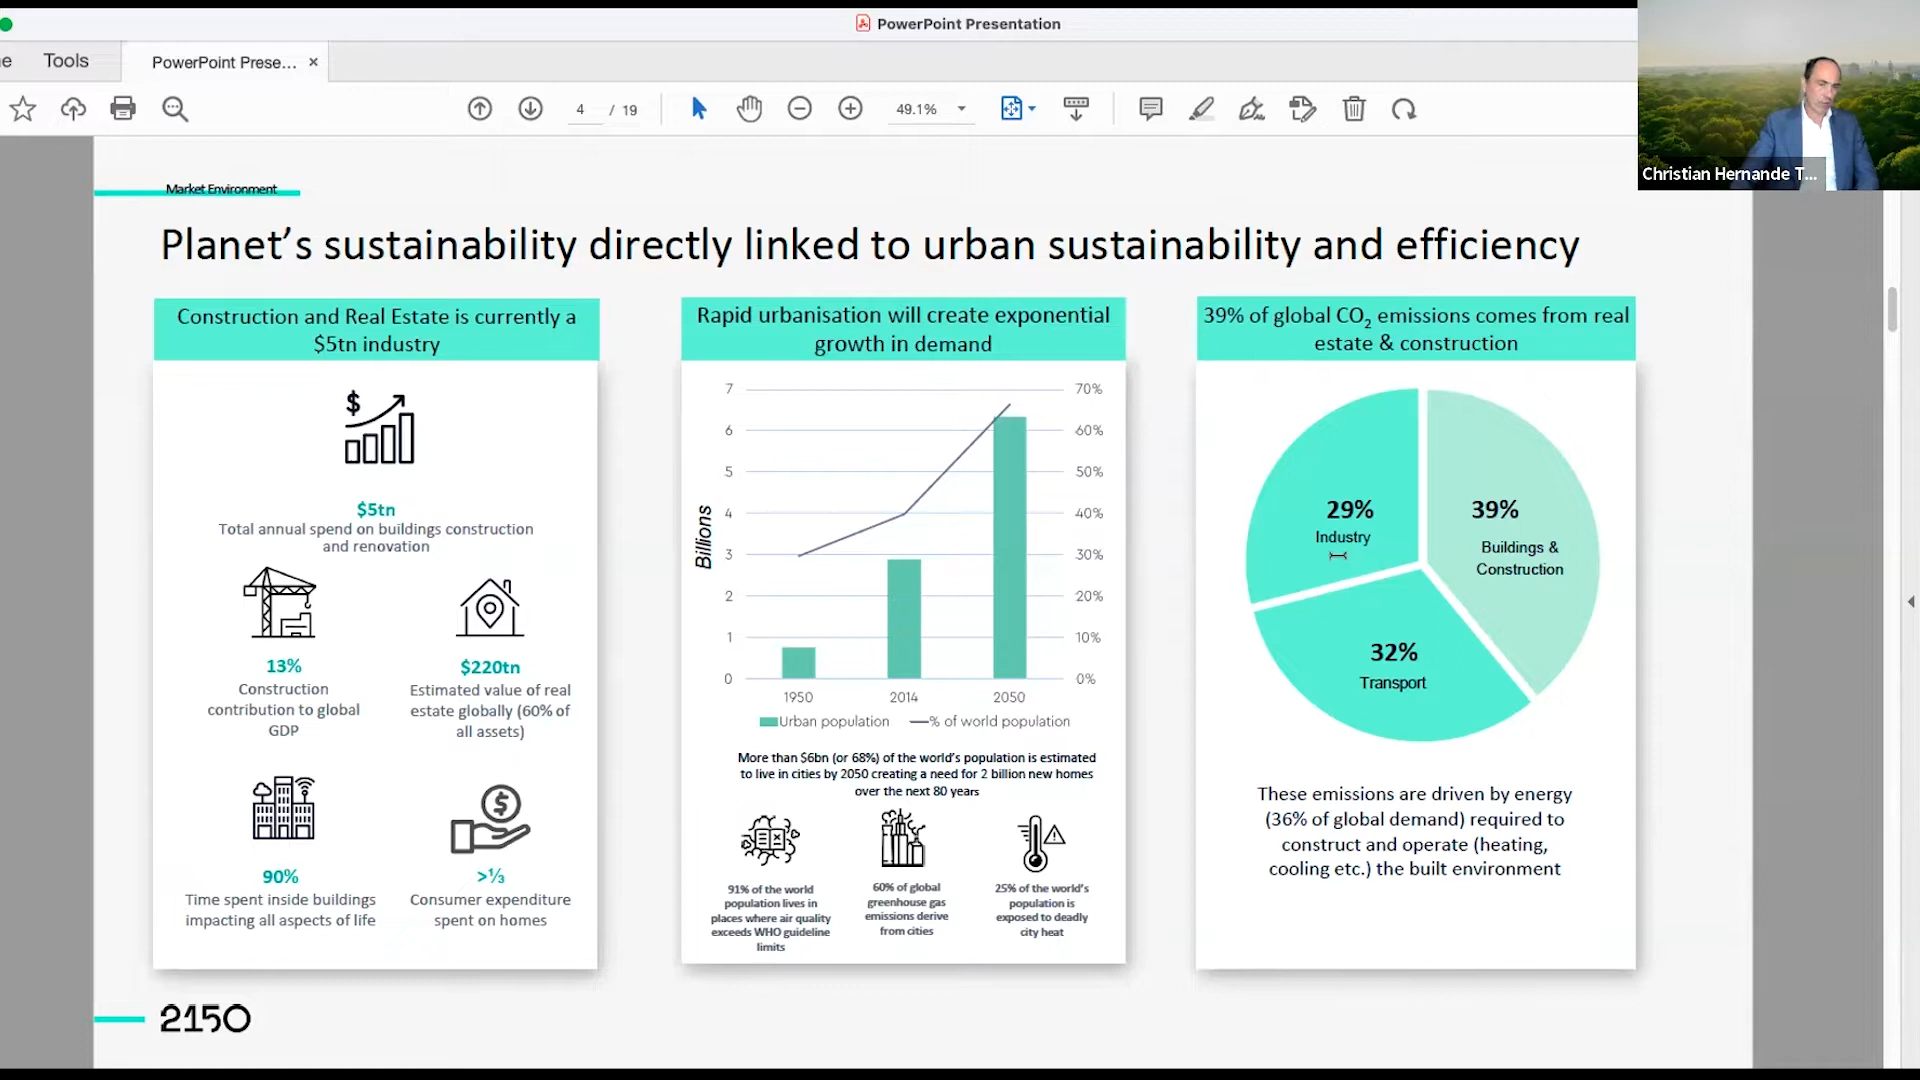 PowerPoint Presentation
e
Tools
PowerPoint Prese...
4 / 19
49.1%
Christian Hernande T...
Market Environment
Planet’s sustainability directly linked to urban sustainability and efficiency
Construction and Real Estate is currently a
$5tn industry
$
$5tn
Total annual spend on buildings construction
and renovation
13%
Construction
contribution to global
GDP
$220tn
Estimated value of real
estate globally (60% of
all assets)
$
90%
Time spent inside buildings
impacting all aspects of life
>⅓
Consumer expenditure
spent on homes
Rapid urbanisation will create exponential
growth in demand
Billions
7
6
5
4
3
2
1
0
70%
60%
50%
40%
30%
20%
10%
0%
1950
2014
2050
Urban population
% of world population
More than $6bn (or 68%) of the world’s population is estimated
to live in cities by 2050 creating a need for 2 billion new homes
over the next 80 years
91% of the world
population lives in
places where air quality
exceeds WHO guideline
limits
60% of global
greenhouse gas
emissions derive
from cities
25% of the world’s
population is
exposed to deadly
city heat
39% of global CO₂ emissions comes from real
estate & construction
29%
Industry
39%
Buildings &
Construction
32%
Transport
These emissions are driven by energy
(36% of global demand) required to
construct and operate (heating,
cooling etc.) the built environment
2150